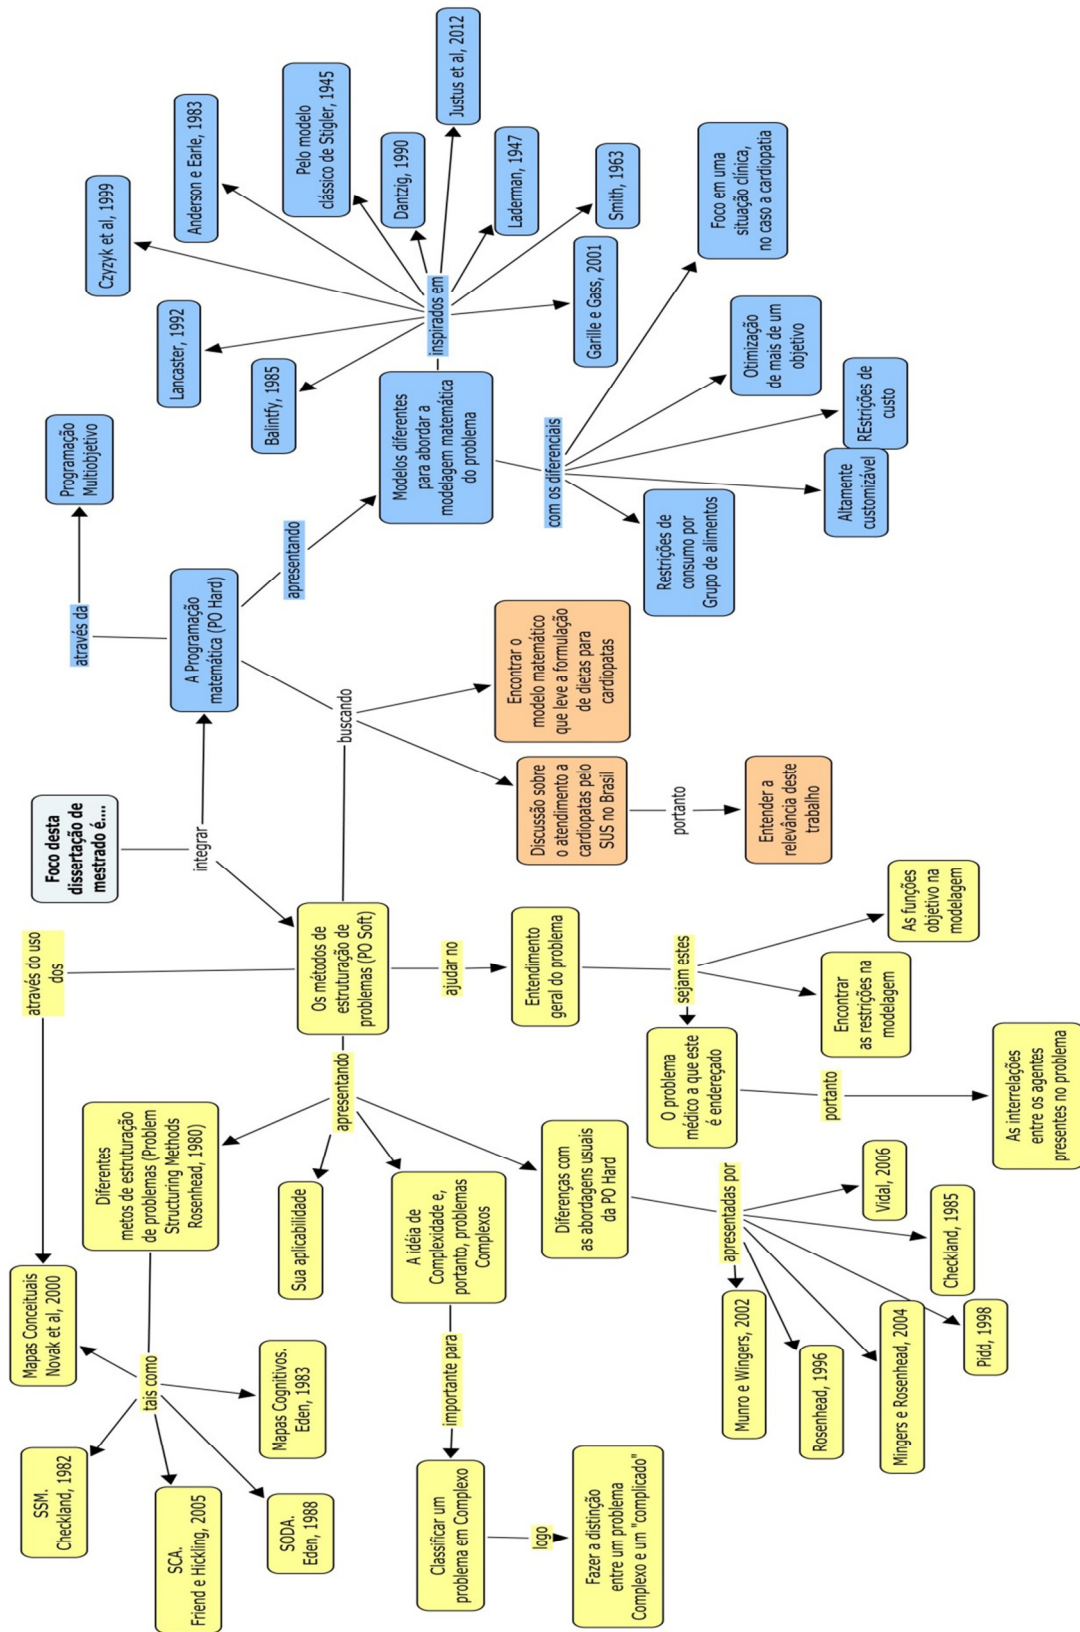 Foco desta
dissertação de
mestrado é....
integrar
A Programação
matemática (PO Hard)
através da
Programação
Multiobjetivo
apresentando
Modelos diferentes
para abordar a
modelagem matemática
do problema
inspirados em
Balintfy, 1985
Lancaster, 1992
Czyzyk et al, 1999
Anderson e Earle, 1983
Pelo modelo
clássico de Stigler, 1945
Dantzig, 1990
Justus et al, 2012
Laderman, 1947
Smith, 1963
Garille e Gass, 2001
com os diferenciais
Foco em uma
situação clínica,
no caso a cardiopatia
Otimização
de mais de um
objetivo
REstrições de
custo
Altamente
customizável
Restrições de
consumo por
Grupo de alimentos
buscando
Encontrar o
modelo matemático
que leve a formulação
de dietas para
cardiopatas
Discussão sobre
o atendimento a
cardiopatas pelo
SUS no Brasil
portanto
Entender a
relevância deste
trabalho
Os métodos de
estruturação de
problemas (PO Soft)
através do uso
dos
Mapas Conceituais
Novak et al, 2000
ajudar no
Entendimento
geral do problema
sejam estes
As funções
objetivo na
modelagem
Encontrar
as restrições na
modelagem
O problema
médico a que este
é endereçado
portanto
As interrelações
entre os agentes
presentes no problema
apresentando
Diferentes
metos de estruturação
de problemas (Problem
Structuring Methods
Rosenhead, 1980)
tais como
SSM.
Checkland, 1982
SCA.
Friend e Hickling, 2005
SODA.
Eden, 1988
Mapas Cognitivos.
Eden, 1983
Sua aplicabilidade
A idéia de
Complexidade e,
portanto, problemas
Complexos
importante para
Classificar um
problema em Complexo
logo
Fazer a distinção
entre um problema
Complexo e um "complicado"
Diferenças com
as abordagens usuais
da PO Hard
apresentadas por
Munro e Wingers, 2002
Rosenhead, 1996
Mingers e Rosenhead, 2004
Pidd, 1998
Checkland, 1985
Vidal, 2006